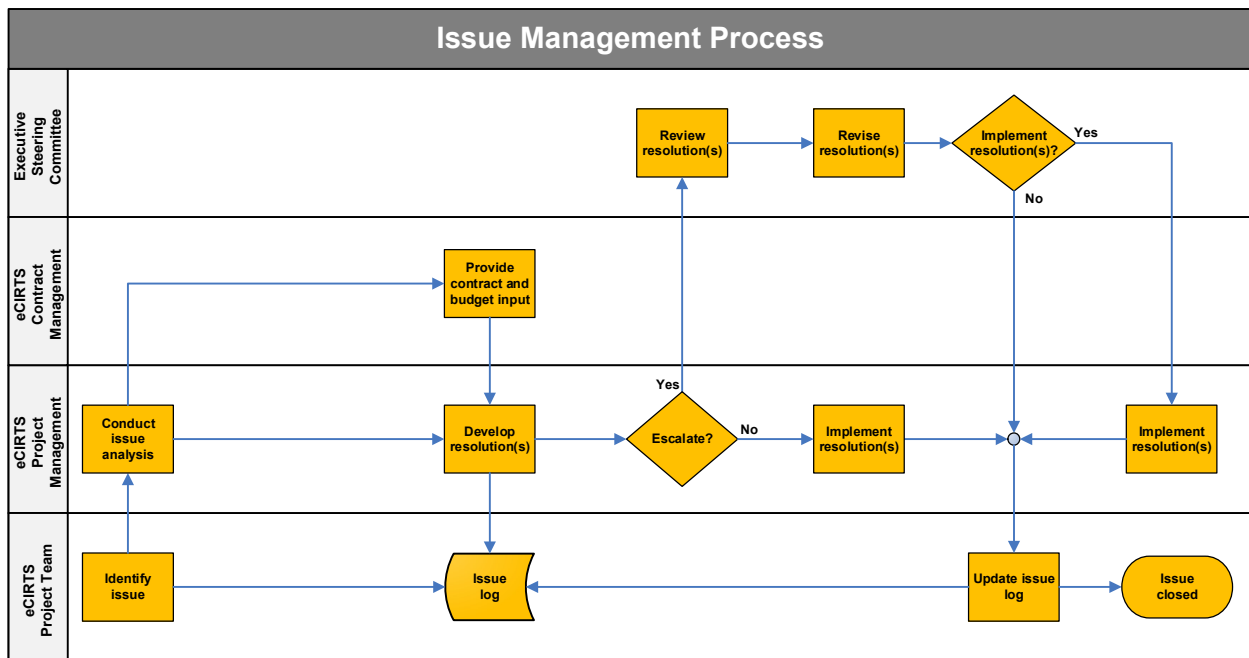 Issue Management Process
Executive
Steering
Committee
Review
resolution(s)
Revise
resolution(s)
Implement
resolution(s)?
Yes
No
eCIRTS
Contract
Management
Provide
contract and
budget input
eCIRTS
Project
Management
Conduct
issue
analysis
Develop
resolution(s)
Yes
Escalate?
No
Implement
resolution(s)
Implement
resolution(s)
eCIRTS
Project Team
Identify
issue
Issue
log
Update issue
log
Issue
closed